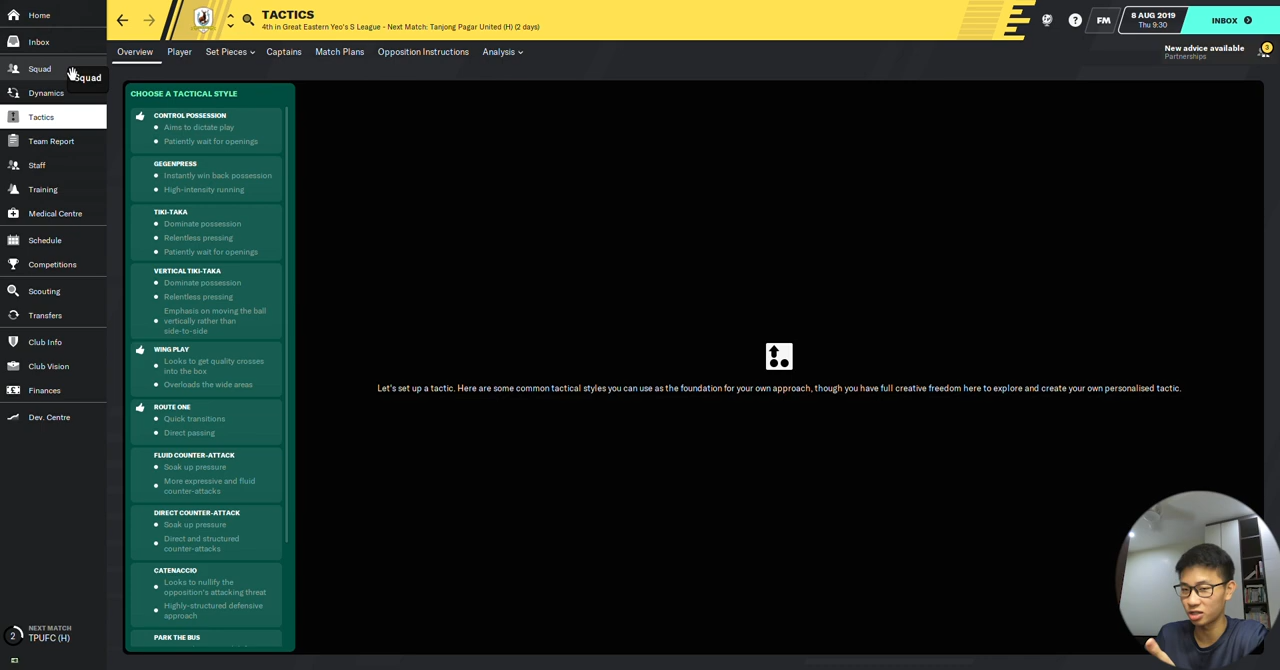 Home
Inbox
Squad
Squad
Dynamics
Tactics
Team Report
Staff
Training
Medical Centre
Schedule
Competitions
Scouting
Transfers
Club Info
Club Vision
Finances
Dev. Centre
2
NEXT MATCH
TPUFC (H)
TACTICS
4th in Great Eastern Yeo's S League - Next Match: Tanjong Pagar United (H) (2 days)
?
FM
8 AUG 2019
Thu 9:30
INBOX
Overview
Player
Set Pieces
Captains
Match Plans
Opposition Instructions
Analysis
New advice available
Partnerships
3
CHOOSE A TACTICAL STYLE
CONTROL POSSESSION
Aims to dictate play
Patiently wait for openings
GEGENPRESS
Instantly win back possession
High-intensity running
TIKI-TAKA
Dominate possession
Relentless pressing
Patiently wait for openings
VERTICAL TIKI-TAKA
Dominate possession
Relentless pressing
Emphasis on moving the ball
vertically rather than
side-to-side
WING PLAY
Looks to get quality crosses
into the box
Overloads the wide areas
ROUTE ONE
Quick transitions
Direct passing
FLUID COUNTER-ATTACK
Soak up pressure
More expressive and fluid
counter-attacks
DIRECT COUNTER-ATTACK
Soak up pressure
Direct and structured
counter-attacks
CATENACCIO
Looks to nullify the
opposition's attacking threat
Highly-structured defensive
approach
PARK THE BUS
Let's set up a tactic. Here are some common tactical styles you can use as the foundation for your own approach, though you have full creative freedom here to explore and create your own personalised tactic.